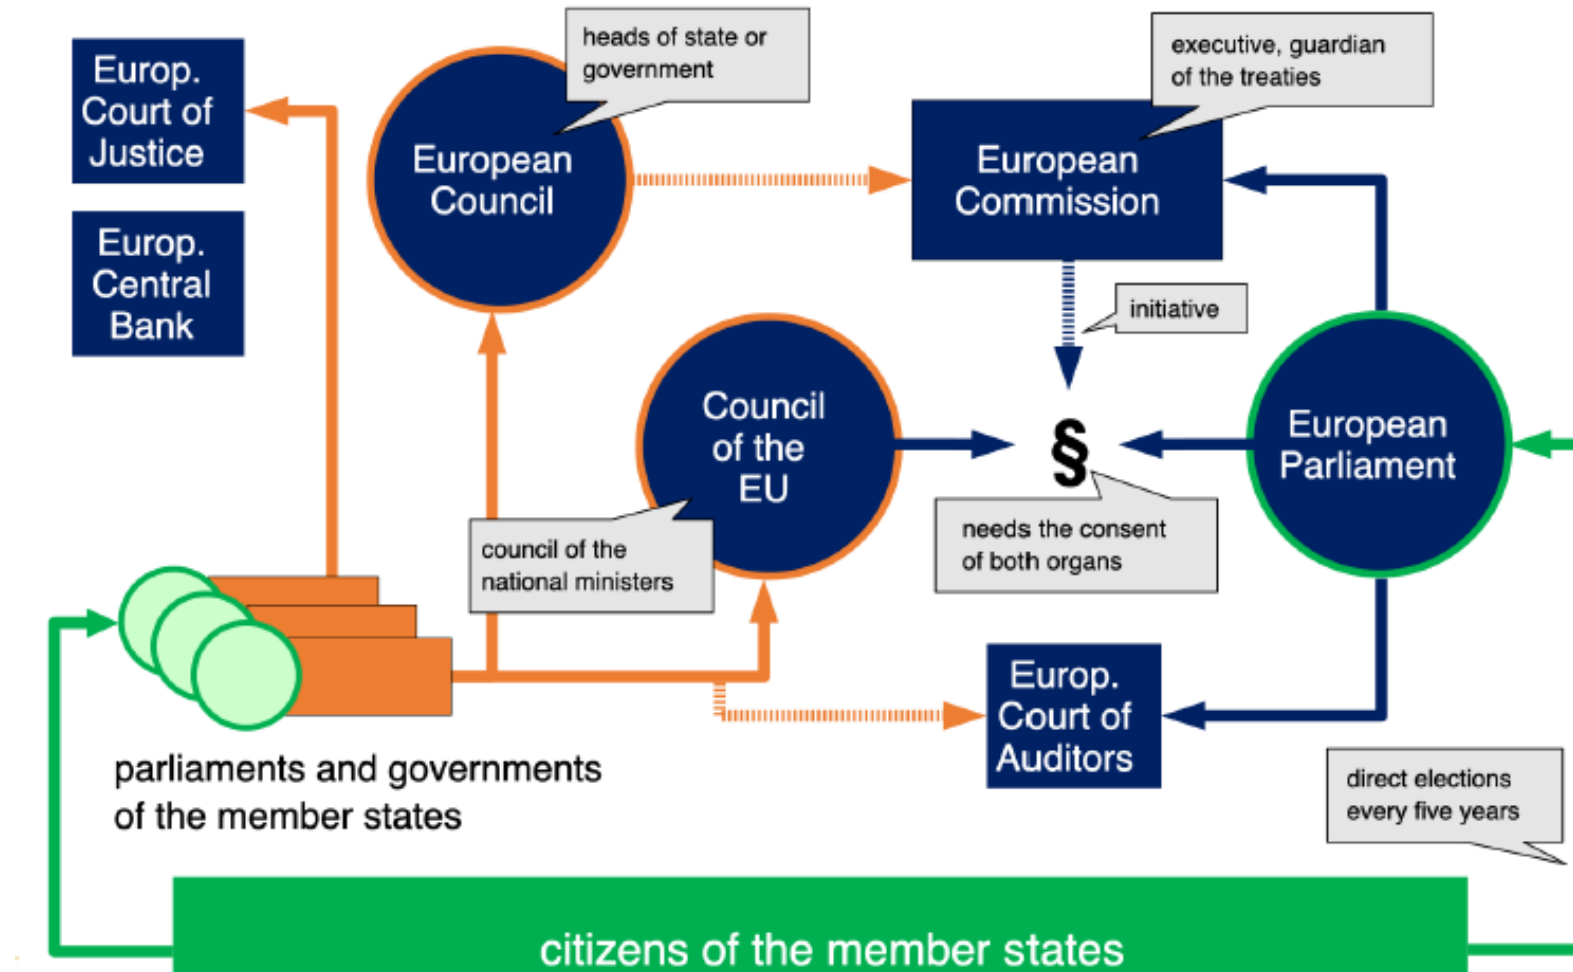 Europ.
Court of
Justice
Europ.
Central
Bank
heads of state or
government
European
Council
executive, guardian
of the treaties
European
Commission
initiative
Council
of the
EU
council of the
national ministers
§
needs the consent
of both organs
European
Parliament
Europ.
Court of
Auditors
parliaments and governments
of the member states
direct elections
every five years
citizens of the member states